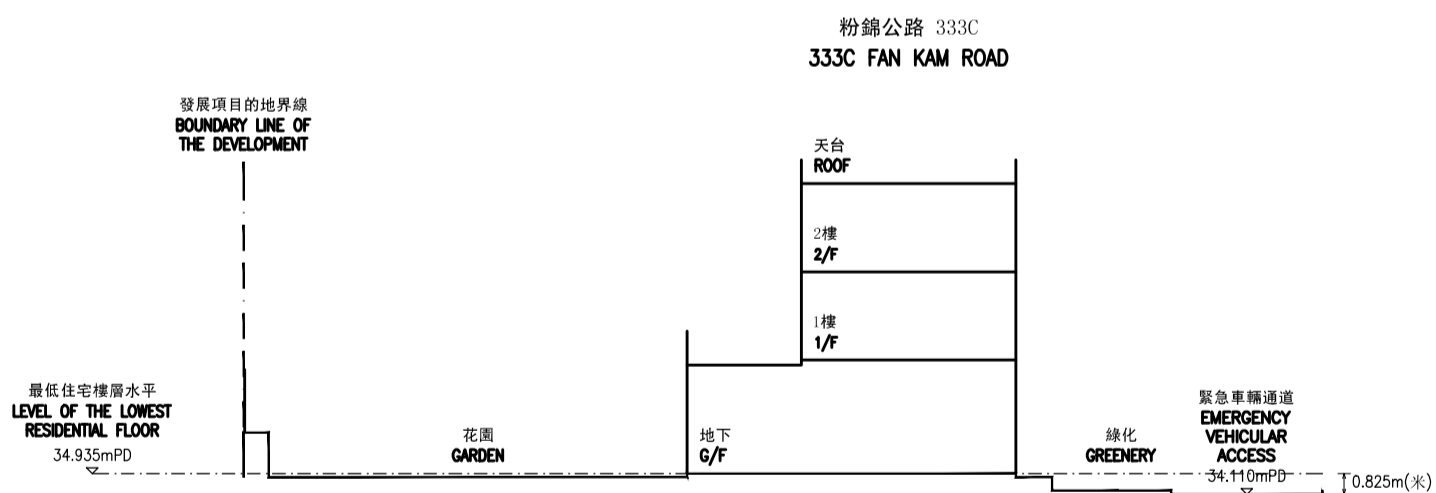 粉錦公路 333C
333C FAN KAM ROAD
發展項目的地界線
BOUNDARY LINE OF
THE DEVELOPMENT
天台
ROOF
2樓
2/F
1樓
1/F
最低住宅樓層水平
LEVEL OF THE LOWEST
RESIDENTIAL FLOOR
34.935mPD
花園
GARDEN
地下
G/F
綠化
GREENERY
緊急車輛通道
EMERGENCY
VEHICULAR
ACCESS
34.110mPD
0.825m(米)